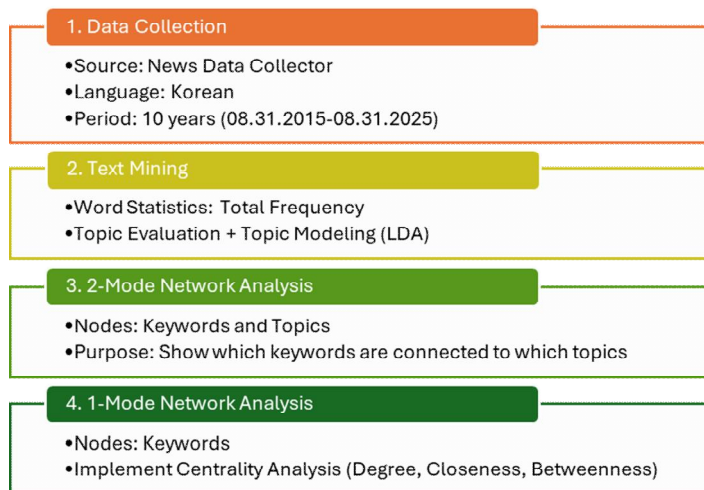 1. Data Collection
•Source: News Data Collector
•Language: Korean
•Period: 10 years (08.31.2015-08.31.2025)
2. Text Mining
•Word Statistics: Total Frequency
•Topic Evaluation + Topic Modeling (LDA)
3. 2-Mode Network Analysis
•Nodes: Keywords and Topics
•Purpose: Show which keywords are connected to which topics
4. 1-Mode Network Analysis
•Nodes: Keywords
•Implement Centrality Analysis (Degree, Closeness, Betweenness)